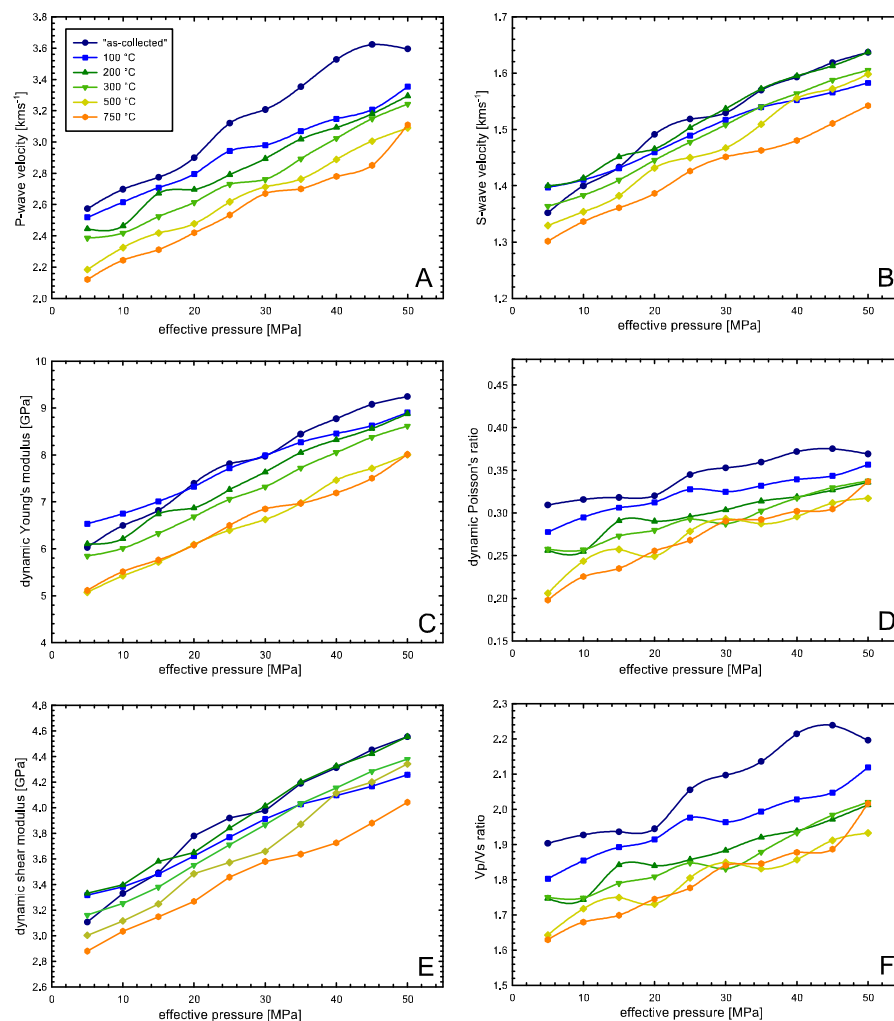 3.8
3.6
3.4
3.2
3.0
2.8
2.6
2.4
2.2
2.0
P-wave velocity [kms⁻¹]
"as-collected"
100 °C
200 °C
300 °C
500 °C
750 °C
A
0 10 20 30 40 50
effective pressure [MPa]
1.7
1.6
1.5
1.4
1.3
1.2
S-wave velocity [kms⁻¹]
B
0 10 20 30 40 50
effective pressure [MPa]
10
9
8
7
6
5
4
dynamic Young's modulus [GPa]
C
0 10 20 30 40 50
effective pressure [MPa]
0.45
0.40
0.35
0.30
0.25
0.20
0.15
dynamic Poisson's ratio
D
0 10 20 30 40 50
effective pressure [MPa]
4.8
4.6
4.4
4.2
4.0
3.8
3.6
3.4
3.2
3.0
2.8
2.6
dynamic shear modulus [GPa]
E
0 10 20 30 40 50
effective pressure [MPa]
2.3
2.2
2.1
2.0
1.9
1.8
1.7
1.6
1.5
Vp/Vs ratio
F
0 10 20 30 40 50
effective pressure [MPa]